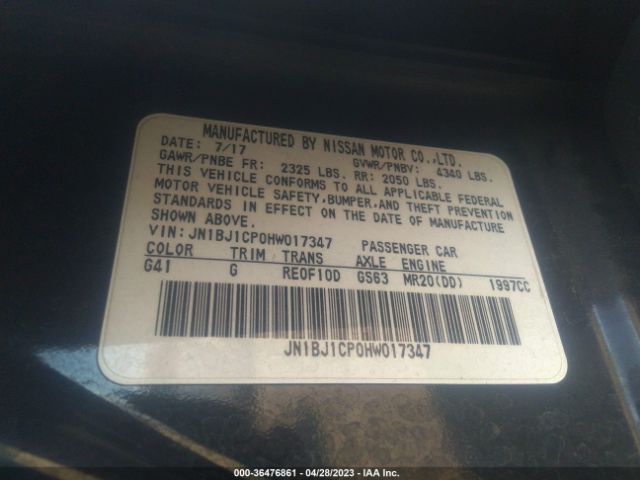 MANUFACTURED BY NISSAN MOTOR CO.,LTD.
DATE: 7/17 GVWR/PNBV: 4340 LBS.
GAWR/PNBE FR: 2325 LBS. RR: 2050 LBS.
THIS VEHICLE CONFORMS TO ALL APPLICABLE FEDERAL
MOTOR VEHICLE SAFETY,BUMPER,AND THEFT PREVENTION
STANDARDS IN EFFECT ON THE DATE OF MANUFACTURE
SHOWN ABOVE.
VIN: JN1BJ1CP0HW017347 PASSENGER CAR
COLOR TRIM TRANS AXLE ENGINE
G41 G RE0F10D GS63 MR20(DD) 1997CC
JN1BJ1CP0HW017347
000-36476861 | 04/28/2023 | IAA Inc.